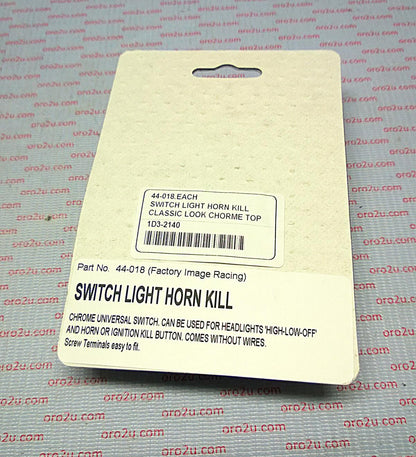 44-018.EACH
SWITCH LIGHT HORN KILL
CLASSIC LOOK CHORME TOP
1D3-2140
Part No. 44-018 (Factory Image Racing)
SWITCH LIGHT HORN KILL
CHROME UNIVERSAL SWITCH. CAN BE USED FOR HEADLIGHTS 'HIGH-LOW-OFF'
AND HORN OR IGNITION KILL BUTTON. COMES WITHOUT WIRES.
Screw Terminals easy to fit.
oro2u.com